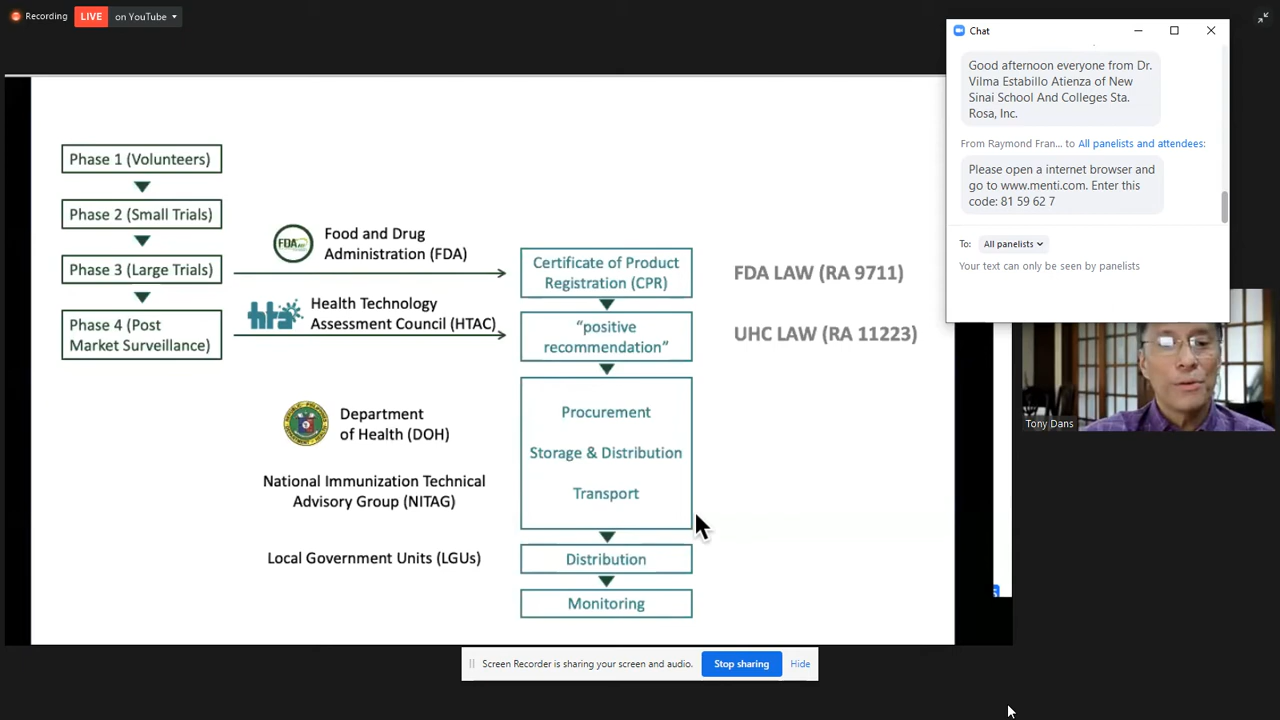 Recording
LIVE
on YouTube
Chat
Good afternoon everyone from Dr.
Vilma Estabillo Atienza of New
Sinai School And Colleges Sta.
Rosa, Inc.
From Raymond Fran... to All panelists and attendees:
Please open a internet browser and
go to www.menti.com. Enter this
code: 81 59 62 7
To: All panelists
Your text can only be seen by panelists
Phase 1 (Volunteers)
Phase 2 (Small Trials)
Phase 3 (Large Trials)
Phase 4 (Post
Market Surveillance)
FDA
Food and Drug
Administration (FDA)
hta
Health Technology
Assessment Council (HTAC)
Certificate of Product
Registration (CPR)
FDA LAW (RA 9711)
“positive
recommendation”
UHC LAW (RA 11223)
Department
of Health (DOH)
National Immunization Technical
Advisory Group (NITAG)
Local Government Units (LGUs)
Procurement
Storage & Distribution
Transport
Distribution
Monitoring
Tony Dans
Screen Recorder is sharing your screen and audio.
Stop sharing
Hide